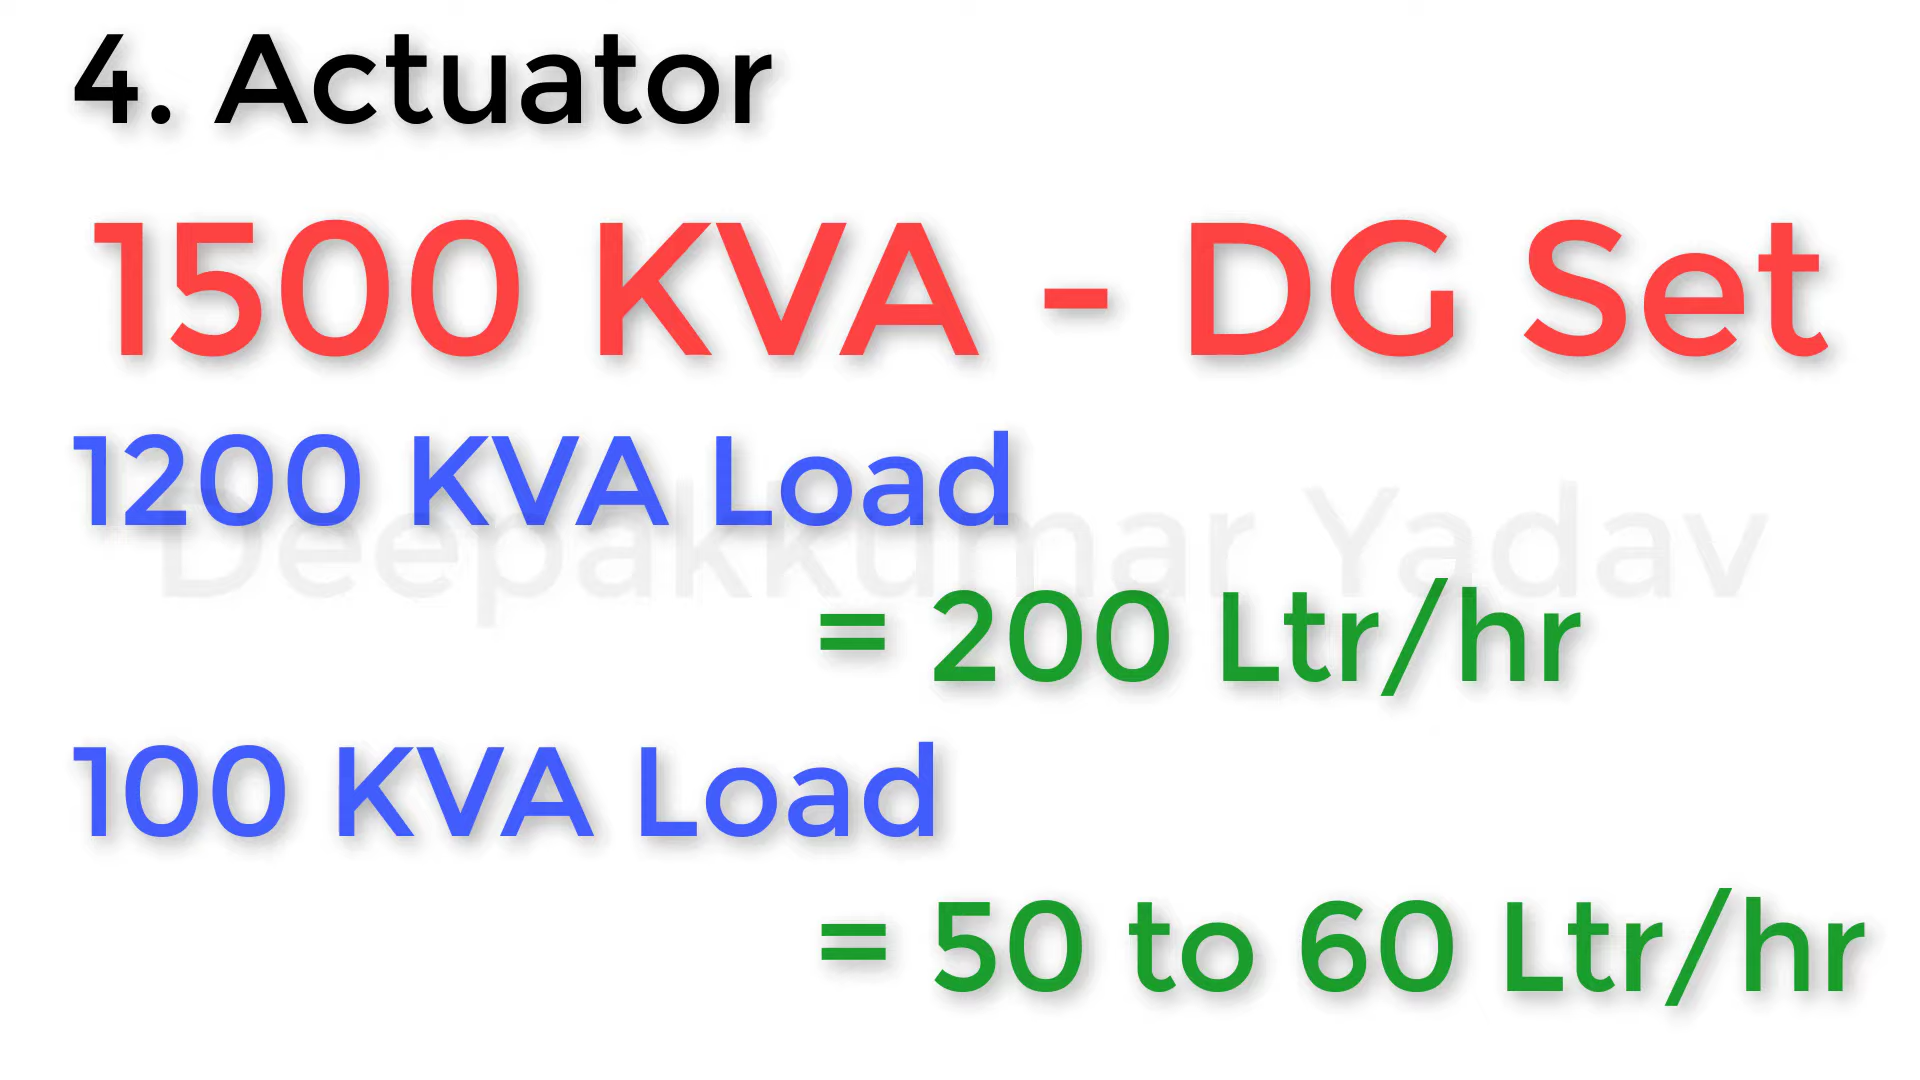 4. Actuator
1500 KVA - DG Set
1200 KVA Load
Deepakkumar Yadav
= 200 Ltr/hr
100 KVA Load
= 50 to 60 Ltr/hr